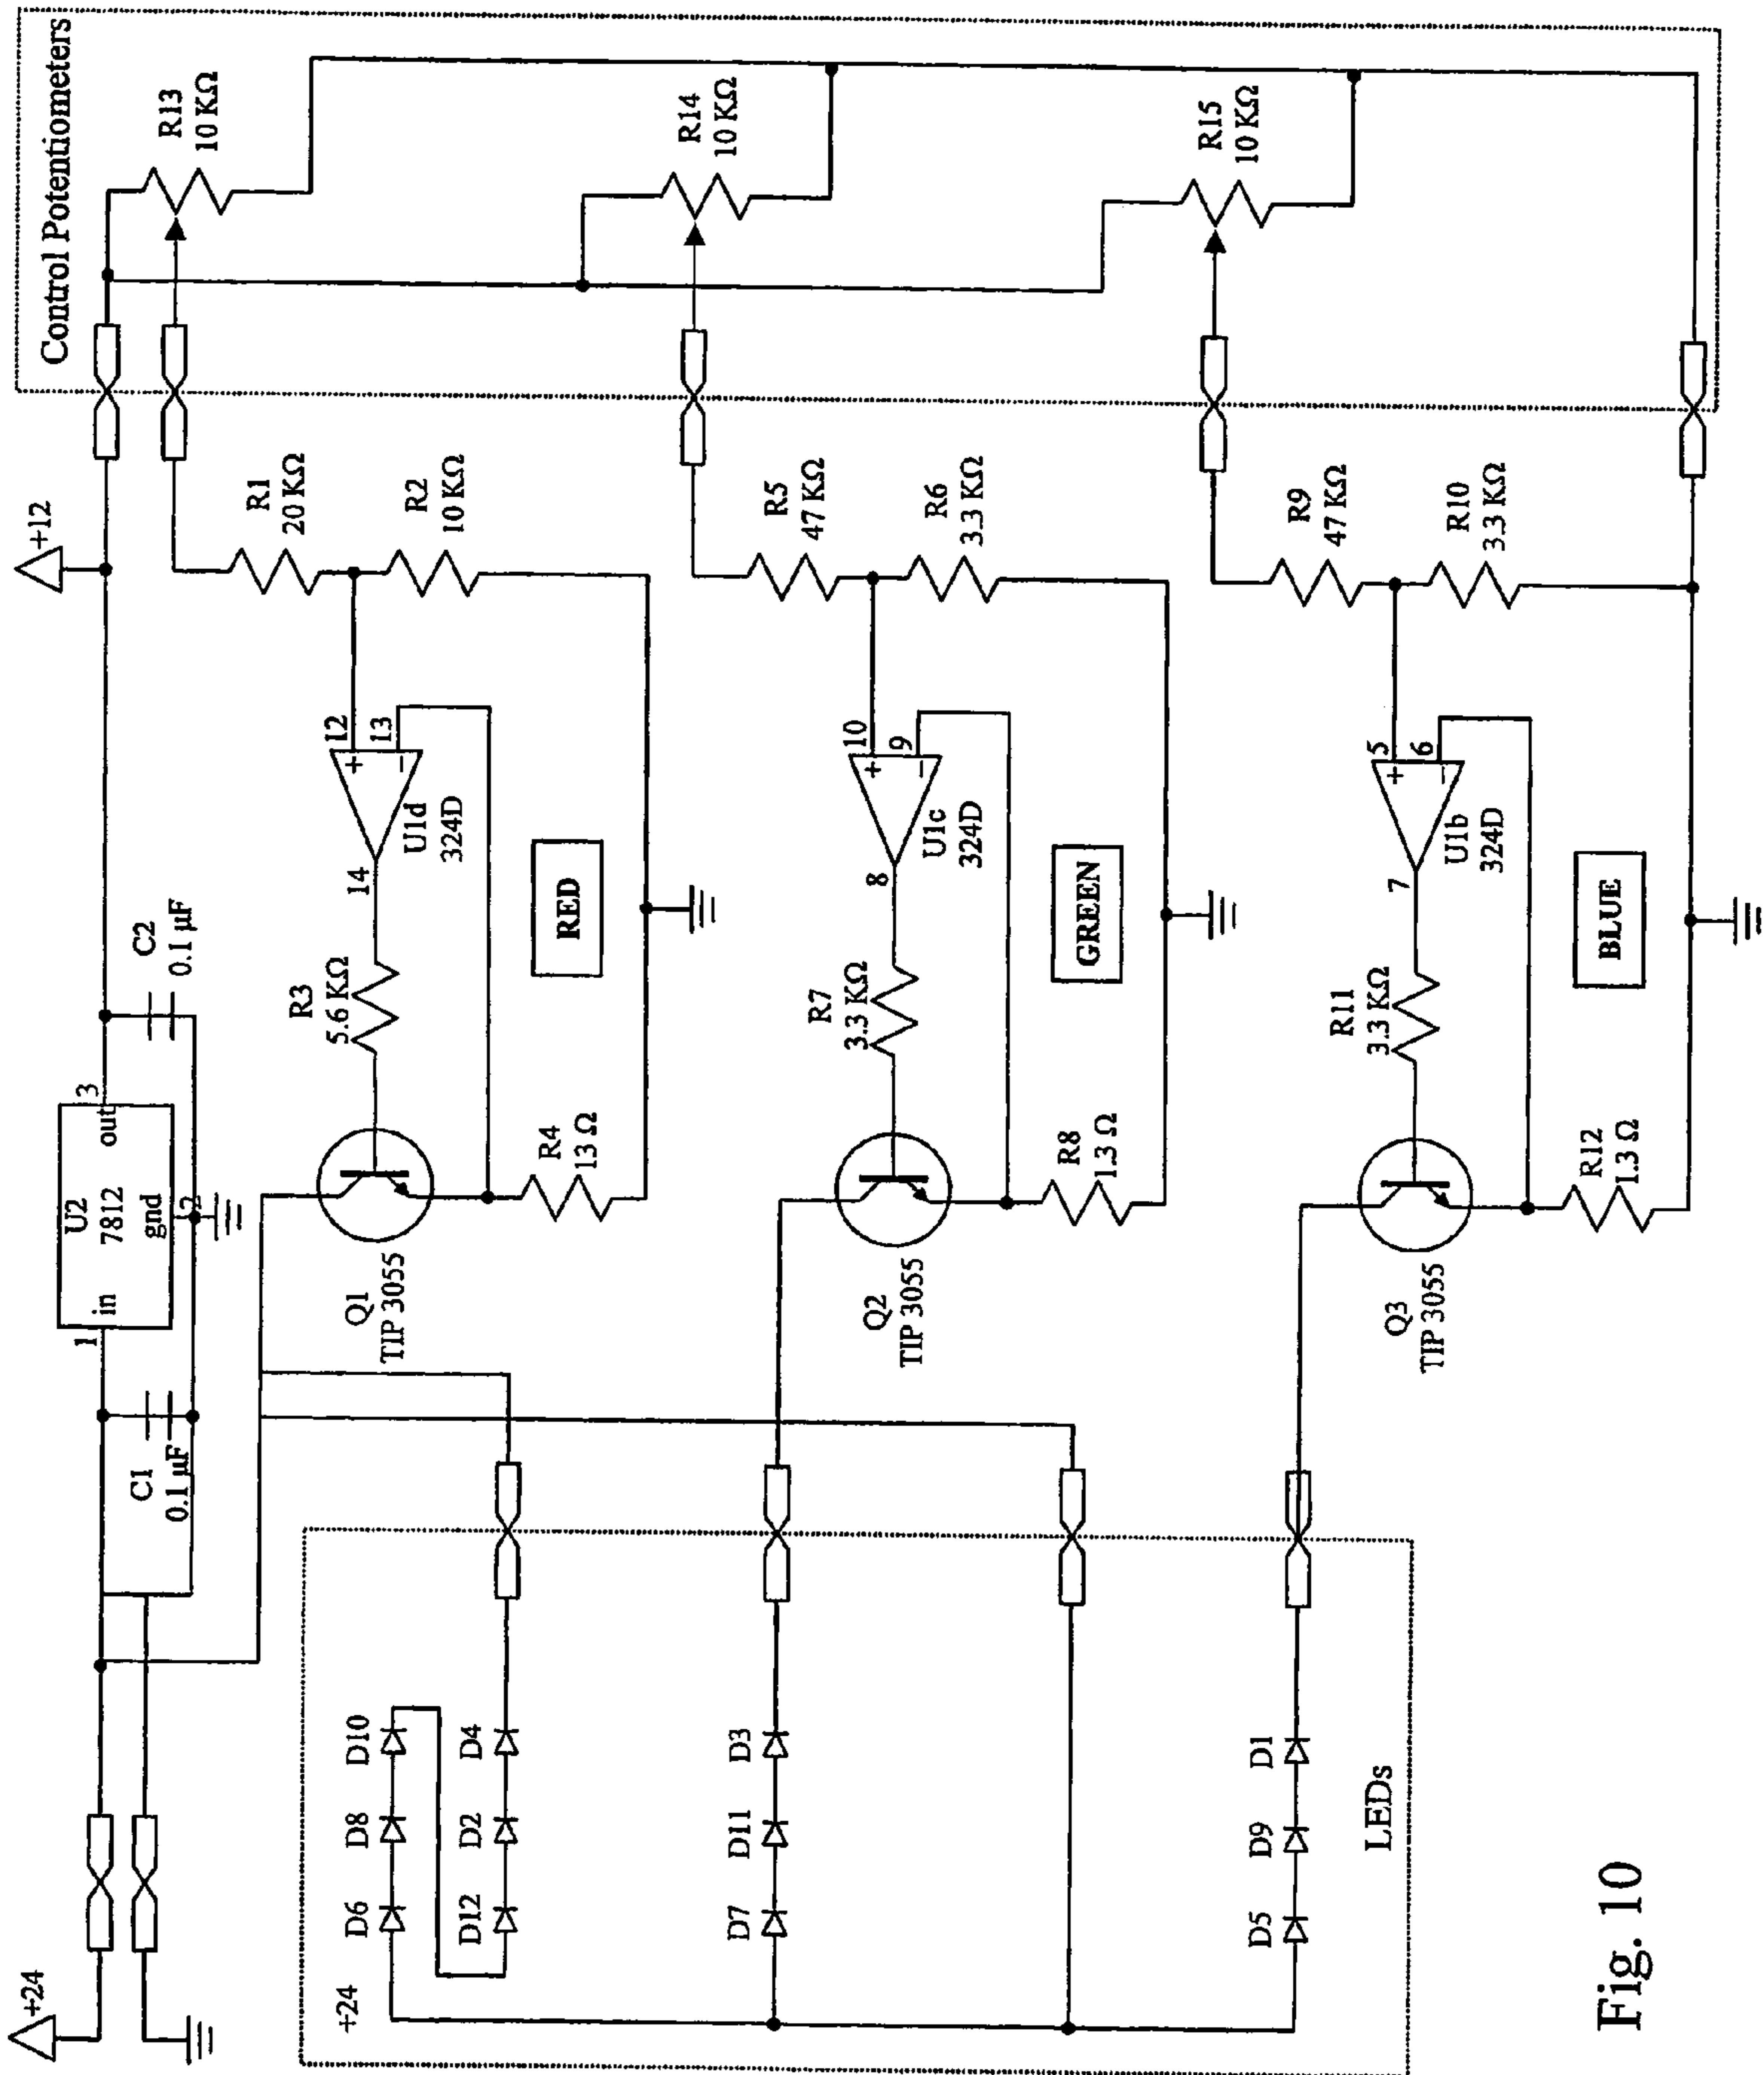 +24
+12
Control Potentiometers
U2
7812
in
out
gnd
1
3
2
C1
0.1 µF
C2
0.1 µF
R13
10 KΩ
R14
10 KΩ
R15
10 KΩ
R1
20 KΩ
R2
10 KΩ
12
13
+
–
U1d
324D
14
R3
5.6 KΩ
Q1
TIP 3055
R4
13 Ω
RED
R5
47 KΩ
R6
3.3 KΩ
10
9
+
–
U1c
324D
8
R7
3.3 KΩ
Q2
TIP 3055
R8
1.3 Ω
GREEN
R9
47 KΩ
R10
3.3 KΩ
5
6
+
–
U1b
324D
7
R11
3.3 KΩ
Q3
TIP 3055
R12
1.3 Ω
BLUE
+24
D6
D8
D10
D12
D2
D4
D7
D11
D3
D5
D9
D1
LEDs
Fig. 10